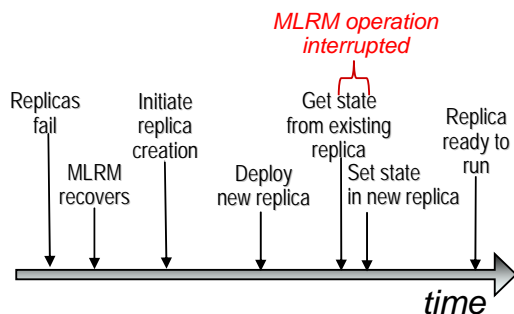 MLRM operation
interrupted
Replicas
fail
MLRM
recovers
Initiate
replica
creation
Deploy
new replica
Get state
from existing
replica
Set state
in new replica
Replica
ready to
run
time